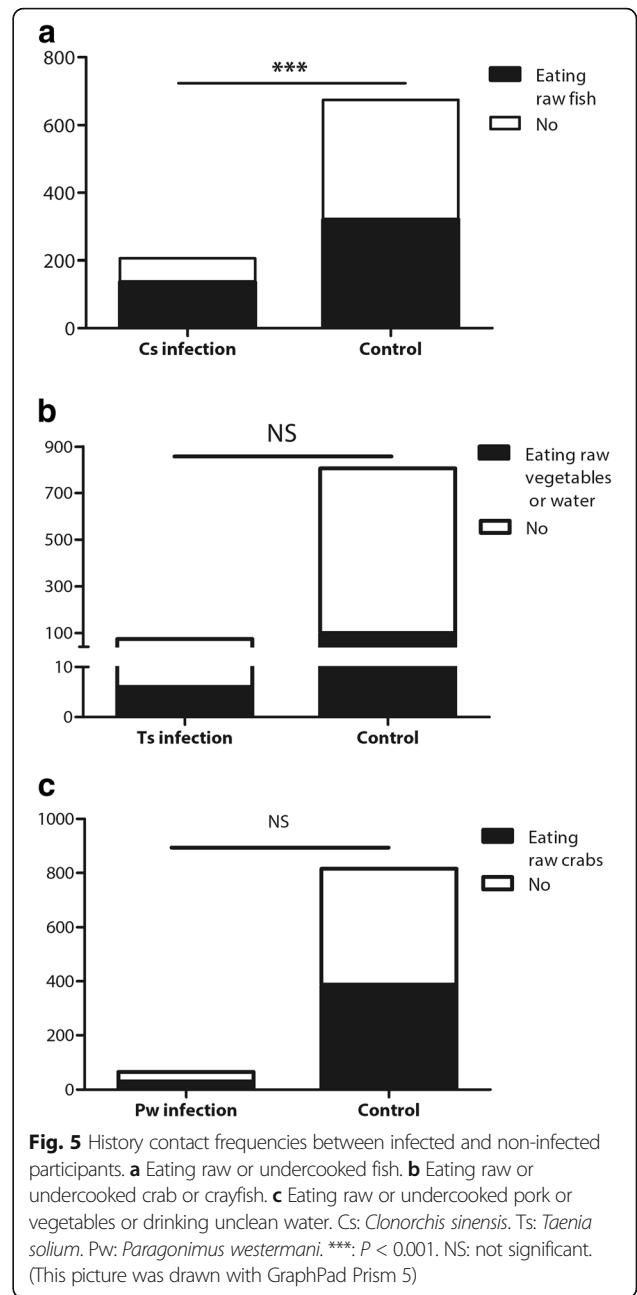 a
800
600
400
200
0
***
Eating
raw fish
No
Cs infection Control
b
900
700
500
300
100
10
0
NS
Eating raw
vegetables
or water
No
Ts infection Control
c
1000
800
600
400
200
0
NS
Eating
raw crabs
No
Pw infection Control
Fig. 5 History contact frequencies between infected and non-infected
participants. a Eating raw or undercooked fish. b Eating raw or
undercooked crab or crayfish. c Eating raw or undercooked pork or
vegetables or drinking unclean water. Cs: Clonorchis sinensis. Ts: Taenia
solium. Pw: Paragonimus westermani. ***: P < 0.001. NS: not significant.
(This picture was drawn with GraphPad Prism 5)